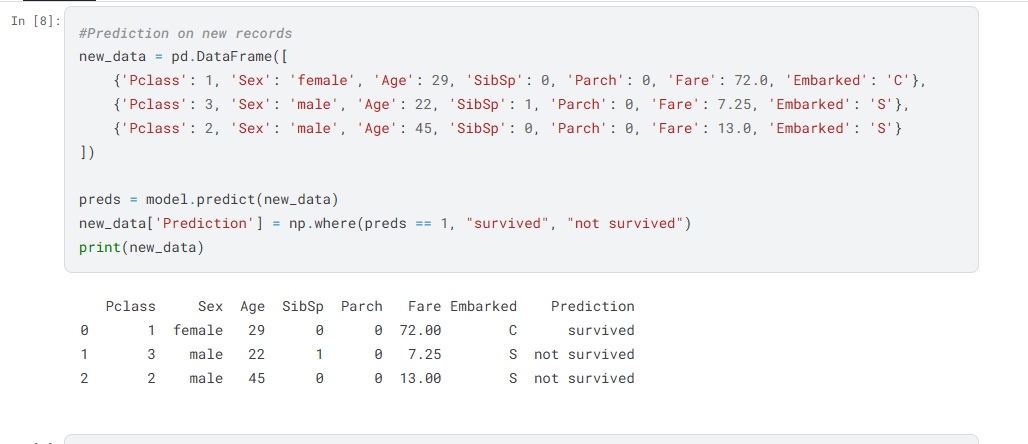 In [8]:
#Prediction on new records
new_data = pd.DataFrame([
    {'Pclass': 1, 'Sex': 'female', 'Age': 29, 'SibSp': 0, 'Parch': 0, 'Fare': 72.0, 'Embarked': 'C'},
    {'Pclass': 3, 'Sex': 'male', 'Age': 22, 'SibSp': 1, 'Parch': 0, 'Fare': 7.25, 'Embarked': 'S'},
    {'Pclass': 2, 'Sex': 'male', 'Age': 45, 'SibSp': 0, 'Parch': 0, 'Fare': 13.0, 'Embarked': 'S'}
])
preds = model.predict(new_data)
new_data['Prediction'] = np.where(preds == 1, "survived", "not survived")
print(new_data)
   Pclass     Sex  Age  SibSp  Parch   Fare Embarked    Prediction
0       1  female   29      0      0  72.00        C      survived
1       3    male   22      1      0   7.25        S  not survived
2       2    male   45      0      0  13.00        S  not survived